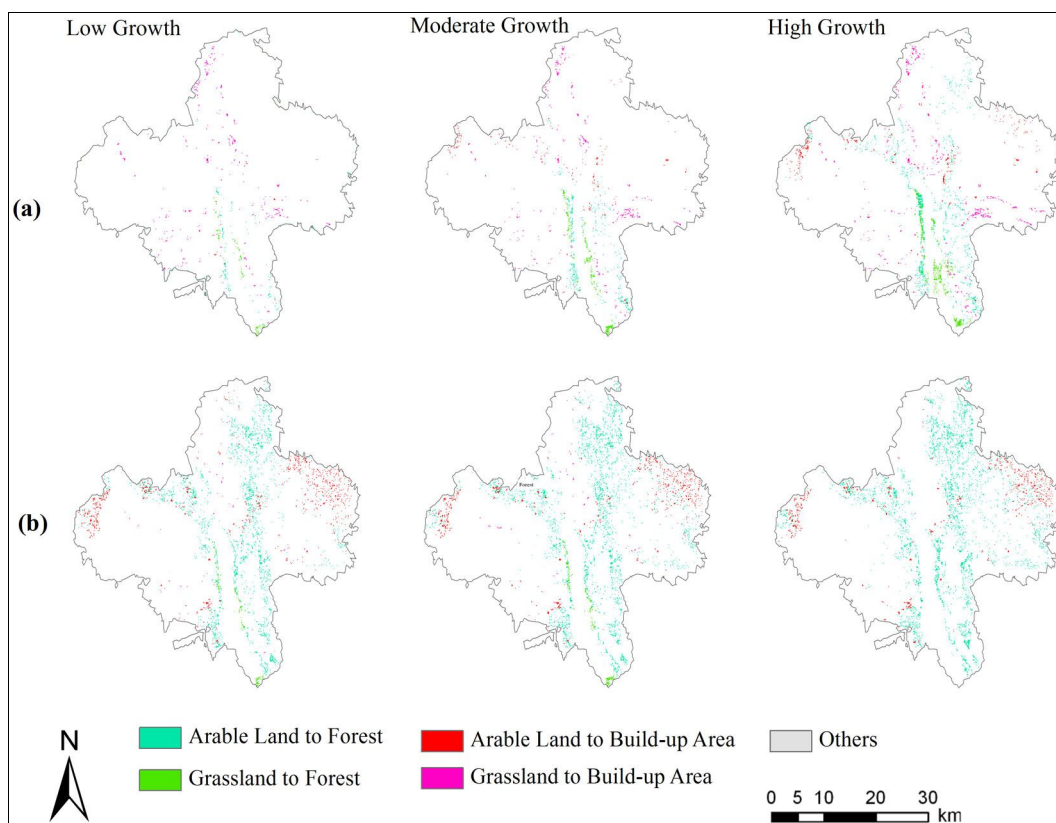 Low Growth
Moderate Growth
High Growth
(a)
(b)
Forest
N
Arable Land to Forest
Arable Land to Build-up Area
Others
Grassland to Forest
Grassland to Build-up Area
0 5 10 20 30
km